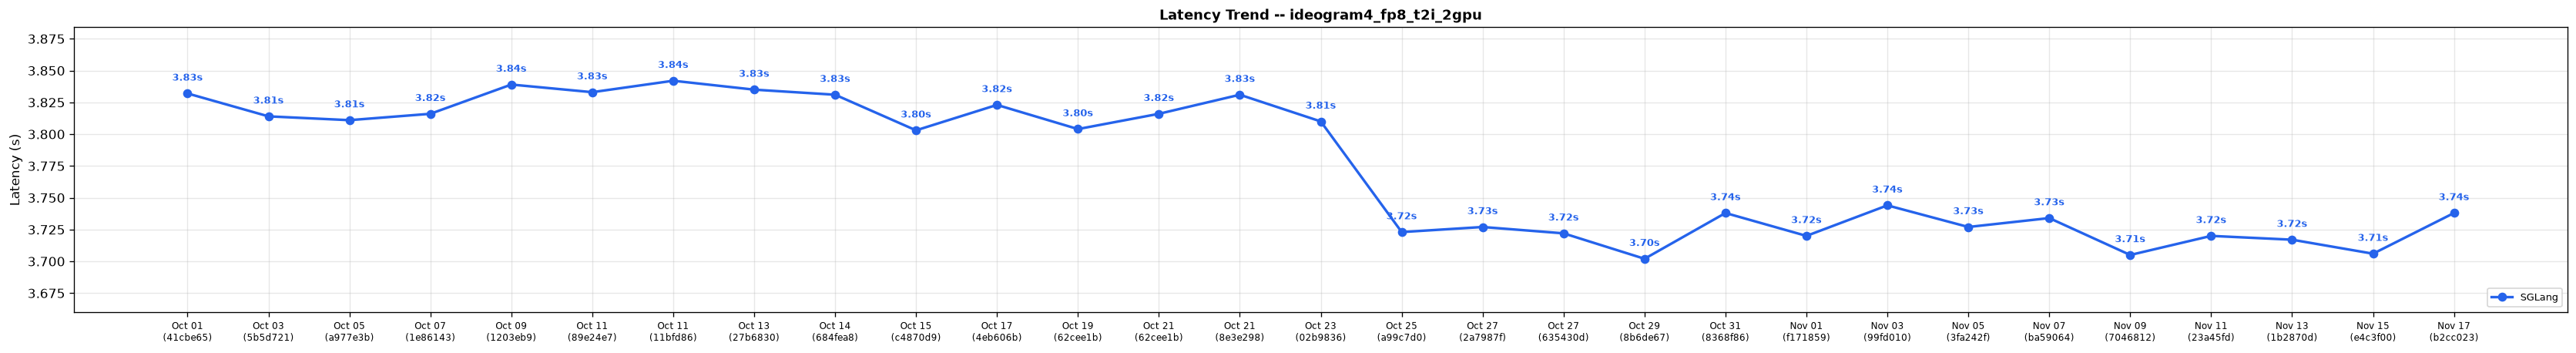 Latency Trend -- ideogram4_fp8_t2i_2gpu
Latency (s)
3.875
3.850
3.825
3.800
3.775
3.750
3.725
3.700
3.675
3.83s
3.81s
3.81s
3.82s
3.84s
3.83s
3.84s
3.83s
3.83s
3.80s
3.82s
3.80s
3.82s
3.83s
3.81s
3.72s
3.73s
3.72s
3.70s
3.74s
3.72s
3.74s
3.73s
3.73s
3.71s
3.72s
3.72s
3.71s
3.74s
SGLang
Oct 01
(41cbe65)
Oct 03
(5b5d721)
Oct 05
(a977e3b)
Oct 07
(1e86143)
Oct 09
(1203eb9)
Oct 11
(89e24e7)
Oct 11
(11bfd86)
Oct 13
(27b6830)
Oct 14
(684fea8)
Oct 15
(c4870d9)
Oct 17
(4eb606b)
Oct 19
(62cee1b)
Oct 21
(62cee1b)
Oct 21
(8e3e298)
Oct 23
(02b9836)
Oct 25
(a99c7d0)
Oct 27
(2a7987f)
Oct 27
(635430d)
Oct 29
(8b6de67)
Oct 31
(8368f86)
Nov 01
(f171859)
Nov 03
(99fd010)
Nov 05
(3fa242f)
Nov 07
(ba59064)
Nov 09
(7046812)
Nov 11
(23a45fd)
Nov 13
(1b2870d)
Nov 15
(e4c3f00)
Nov 17
(b2cc023)